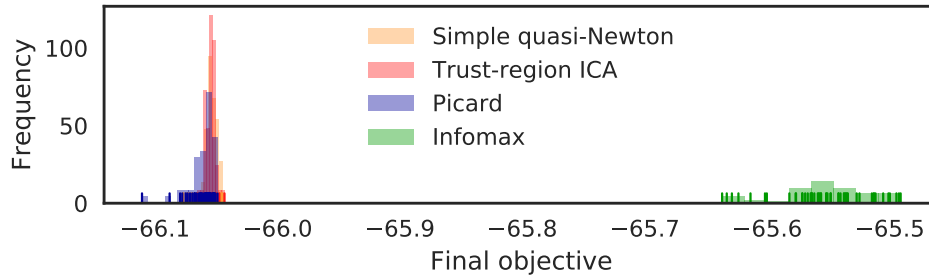 Frequency
100
50
0
Simple quasi-Newton
Trust-region ICA
Picard
Infomax
−66.1 −66.0 −65.9 −65.8 −65.7 −65.6 −65.5
Final objective